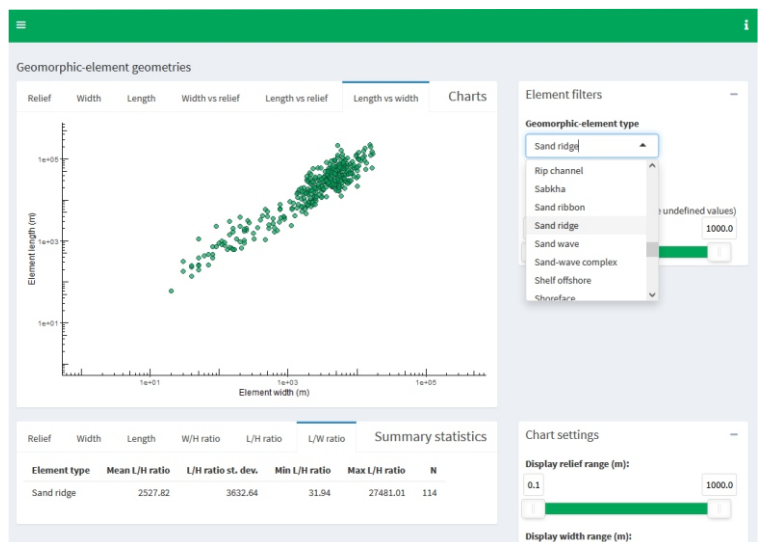 Geomorphic-element geometries
Relief Width Length Width vs relief Length vs relief Length vs width Charts
1e+05
1e+03
1e+01
Element length (m)
1e+01 1e+03 1e+05
Element width (m)
Element filters
Geomorphic-element type
Sand ridge
Rip channel
Sabkha
Sand ribbon
Sand ridge
Sand wave
Sand-wave complex
Shelf offshore
Shoreface
undefined values)
1000.0
Relief Width Length W/H ratio L/H ratio L/W ratio Summary statistics
Element type Mean L/H ratio L/H ratio st. dev. Min L/H ratio Max L/H ratio N
Sand ridge 2527.82 3632.64 31.94 27481.01 114
Chart settings
Display relief range (m):
0.1 1000.0
Display width range (m):